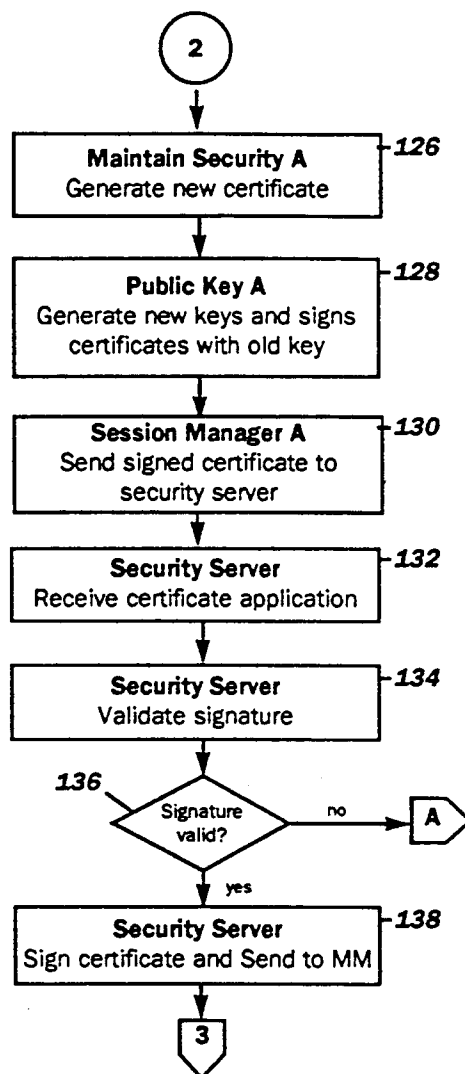 2
Maintain Security A
126
Generate new certificate
Public Key A
128
Generate new keys and signs
certificates with old key
Session Manager A
130
Send signed certificate to
security server
Security Server
132
Receive certificate application
Security Server
134
Validate signature
136
Signature
valid?
no
A
yes
Security Server
138
Sign certificate and Send to MM
3